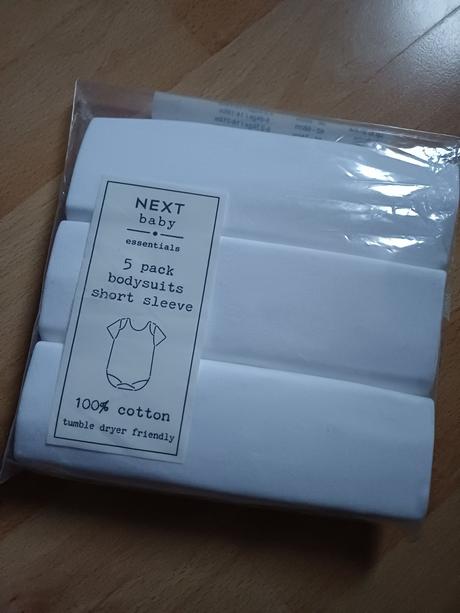 NEXT
baby
essentials
5 pack
bodysuits
short sleeve
100% cotton
tumble dryer friendly